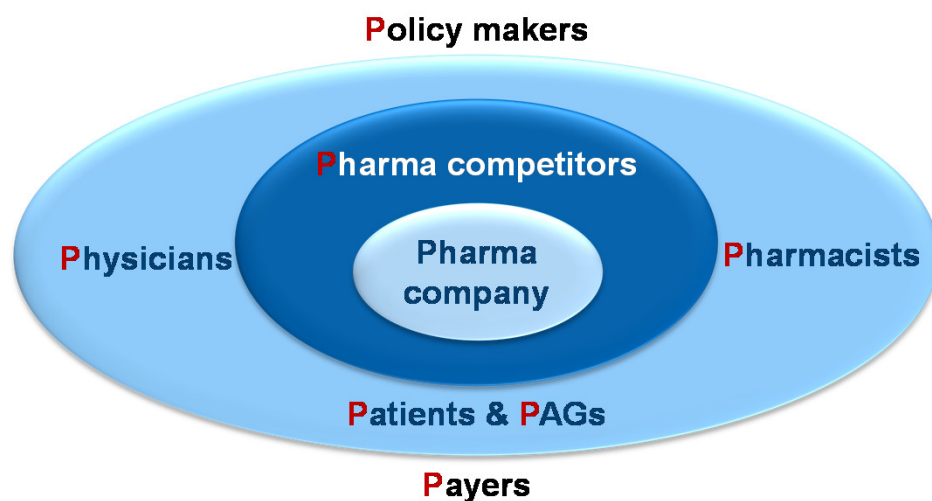 Policy makers
Pharma competitors
Physicians
Pharma
company
Pharmacists
Patients & PAGs
Payers